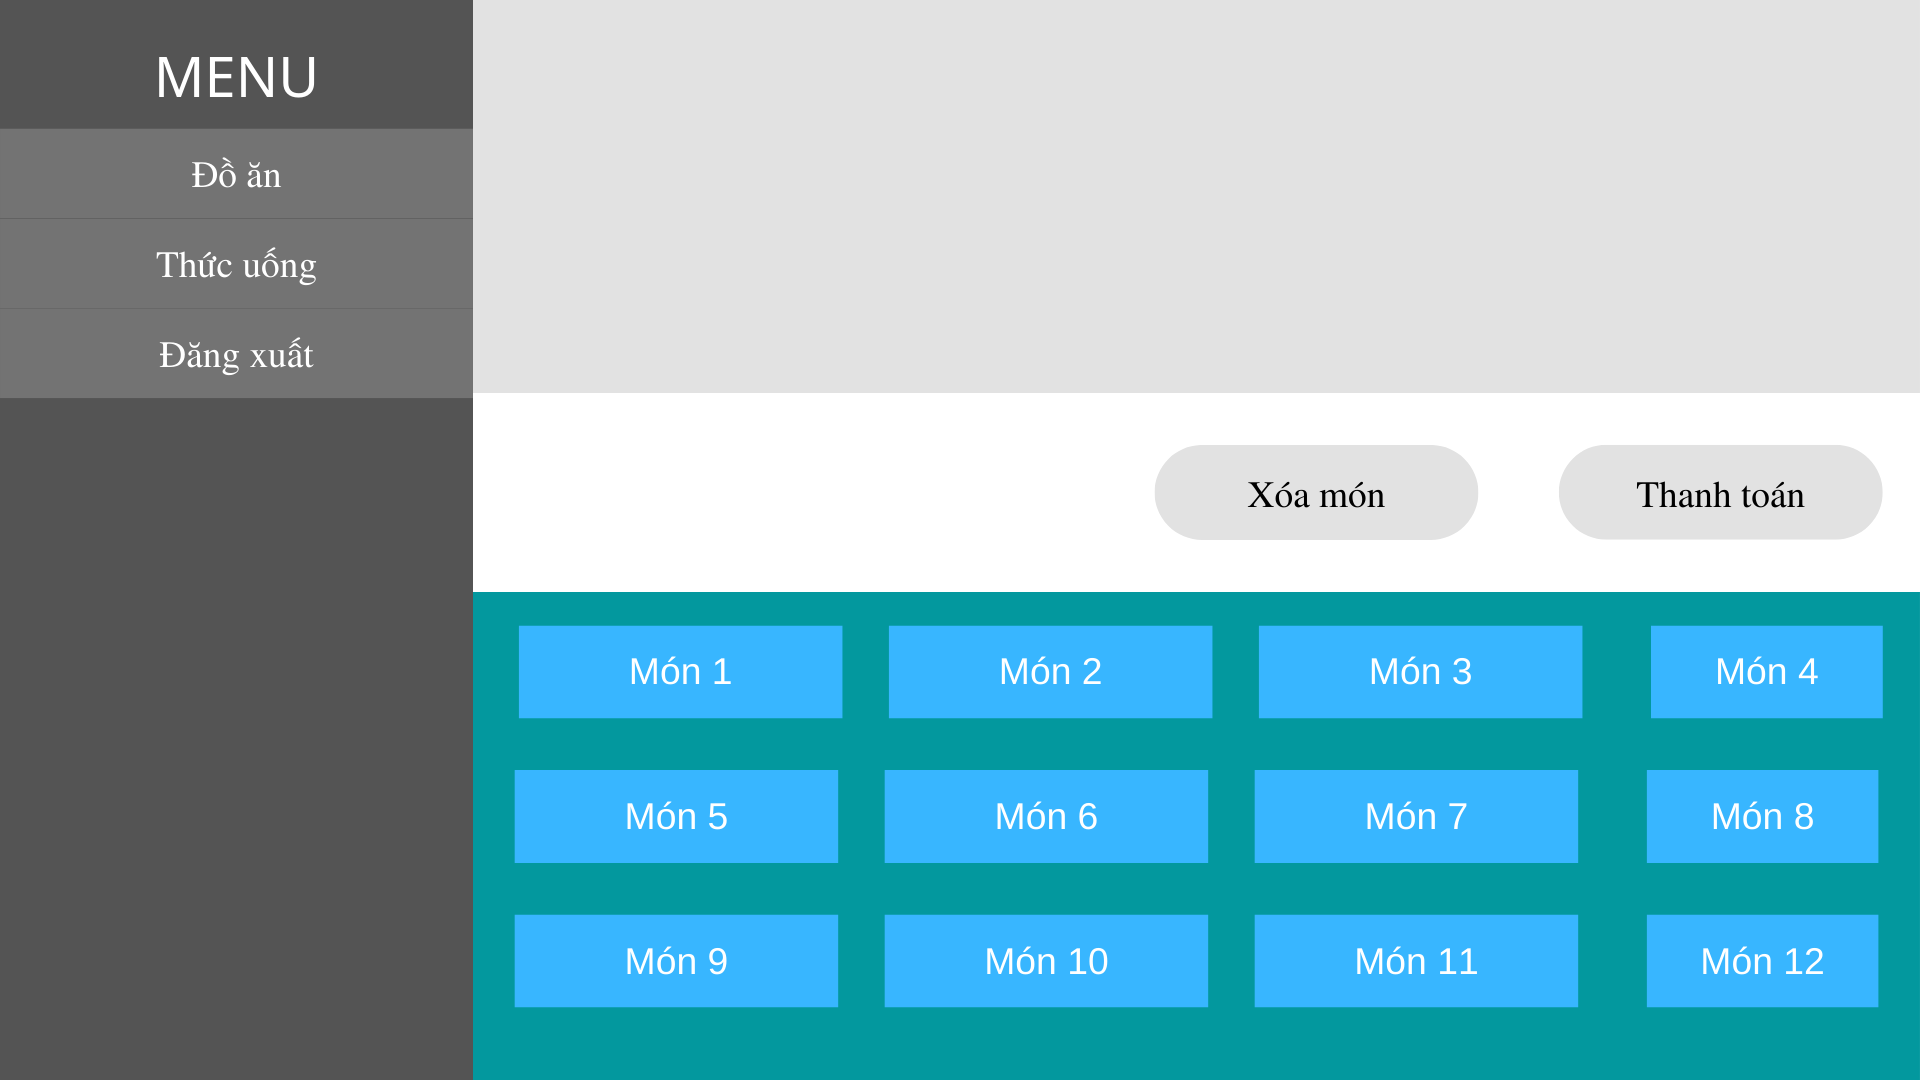 MENU
Đồ ăn
Thức uống
Đăng xuất
Xóa món
Thanh toán
Món 1
Món 2
Món 3
Món 4
Món 5
Món 6
Món 7
Món 8
Món 9
Món 10
Món 11
Món 12